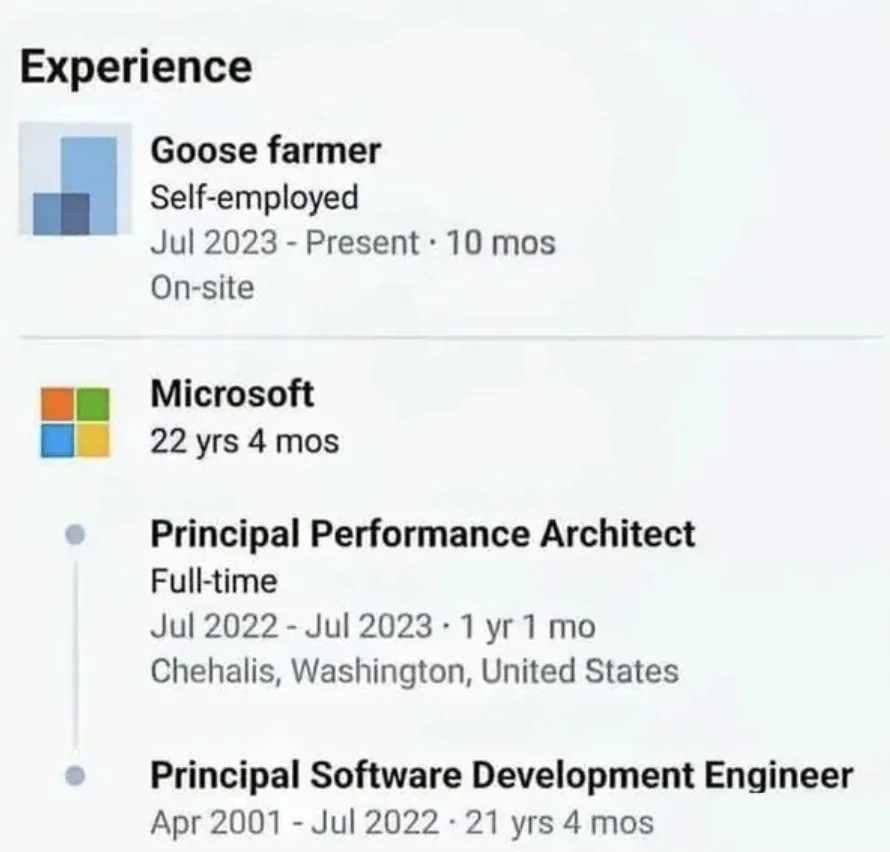 Experience
Goose farmer
Self-employed
Jul 2023 - Present · 10 mos
On-site
Microsoft
22 yrs 4 mos
Principal Performance Architect
Full-time
Jul 2022 - Jul 2023 · 1 yr 1 mo
Chehalis, Washington, United States
Principal Software Development Engineer
Apr 2001 - Jul 2022 · 21 yrs 4 mos